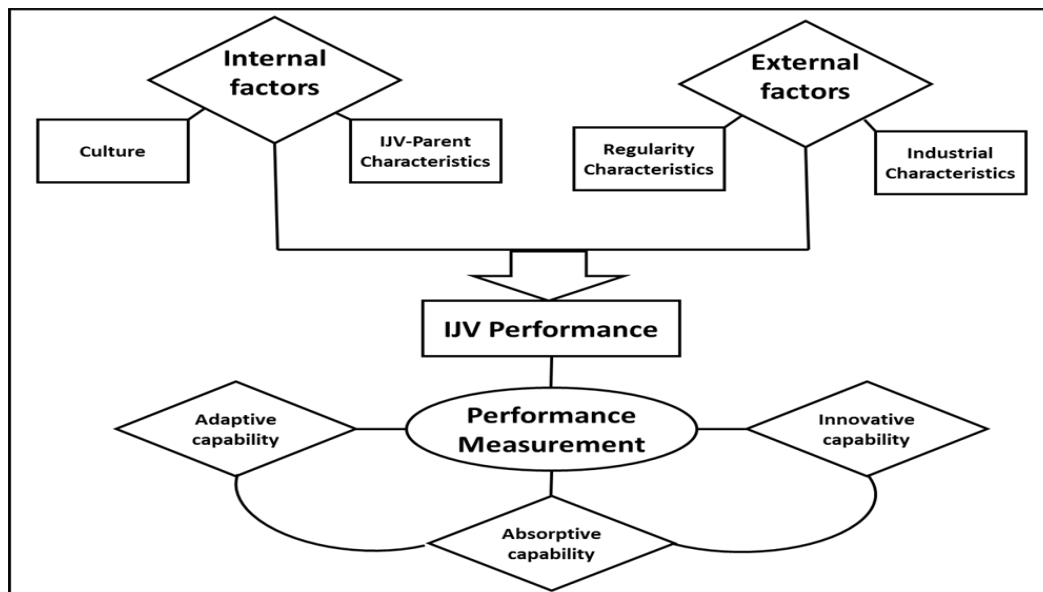 Internal
factors
External
factors
Culture
IJV-Parent
Characteristics
Regularity
Characteristics
Industrial
Characteristics
IJV Performance
Performance
Measurement
Adaptive
capability
Innovative
capability
Absorptive
capability